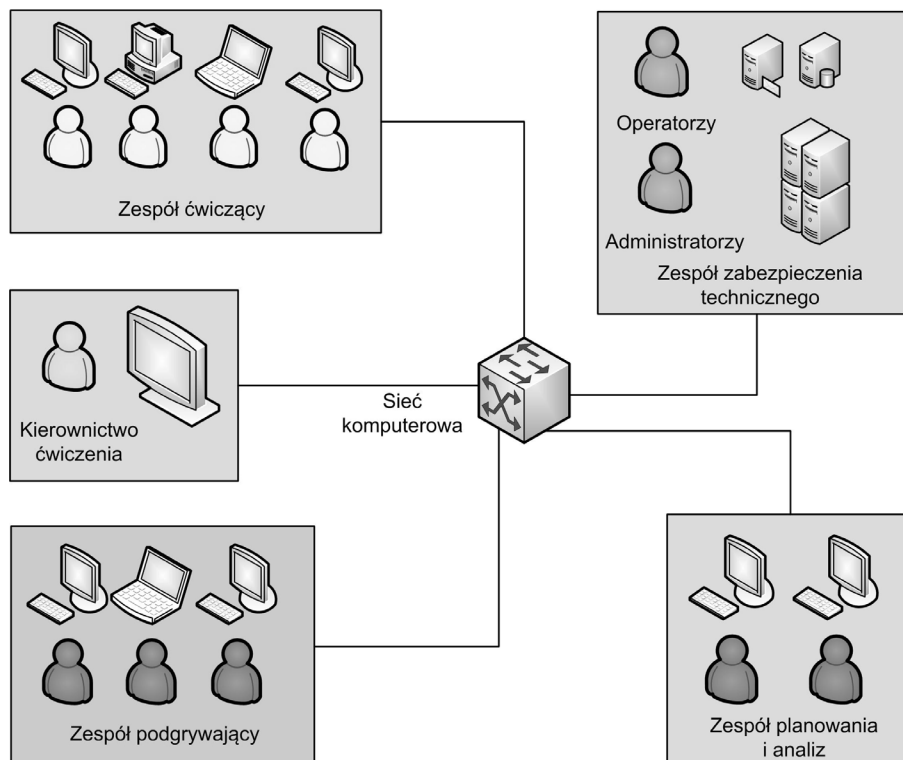 Zespół ćwiczący
Operatorzy
Administratorzy
Zespół zabezpieczenia
technicznego
Kierownictwo
ćwiczenia
Sieć
komputerowa
Zespół podgrywający
Zespół planowania
i analiz